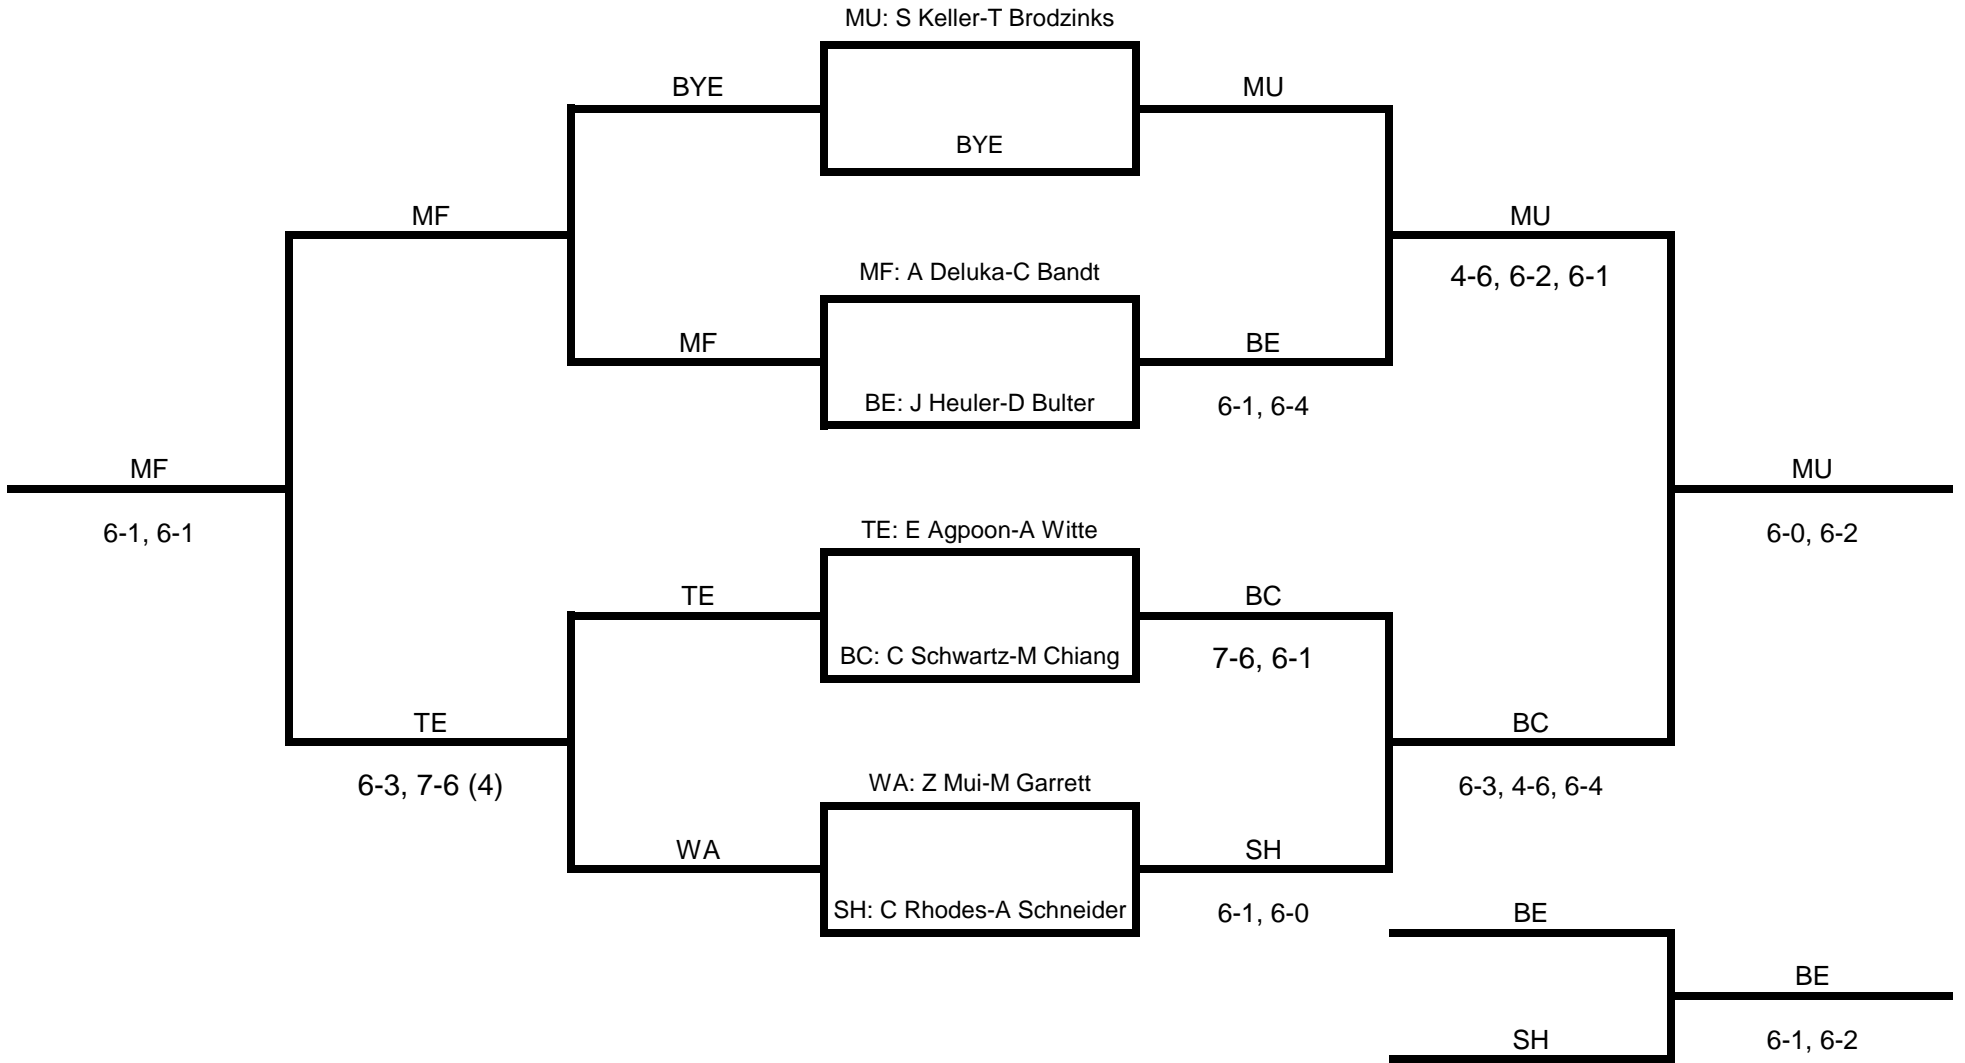 MU: S Keller-T Brodzinks
BYE
MU
BYE
MF
MU
MF: A Deluka-C Bandt
4-6, 6-2, 6-1
MF
BE
BE: J Heuler-D Bulter
6-1, 6-4
MF
MU
6-1, 6-1
TE: E Agpoon-A Witte
6-0, 6-2
TE
BC
BC: C Schwartz-M Chiang
7-6, 6-1
TE
BC
6-3, 7-6 (4)
WA: Z Mui-M Garrett
6-3, 4-6, 6-4
WA
SH
SH: C Rhodes-A Schneider
6-1, 6-0
BE
BE
SH
6-1, 6-2